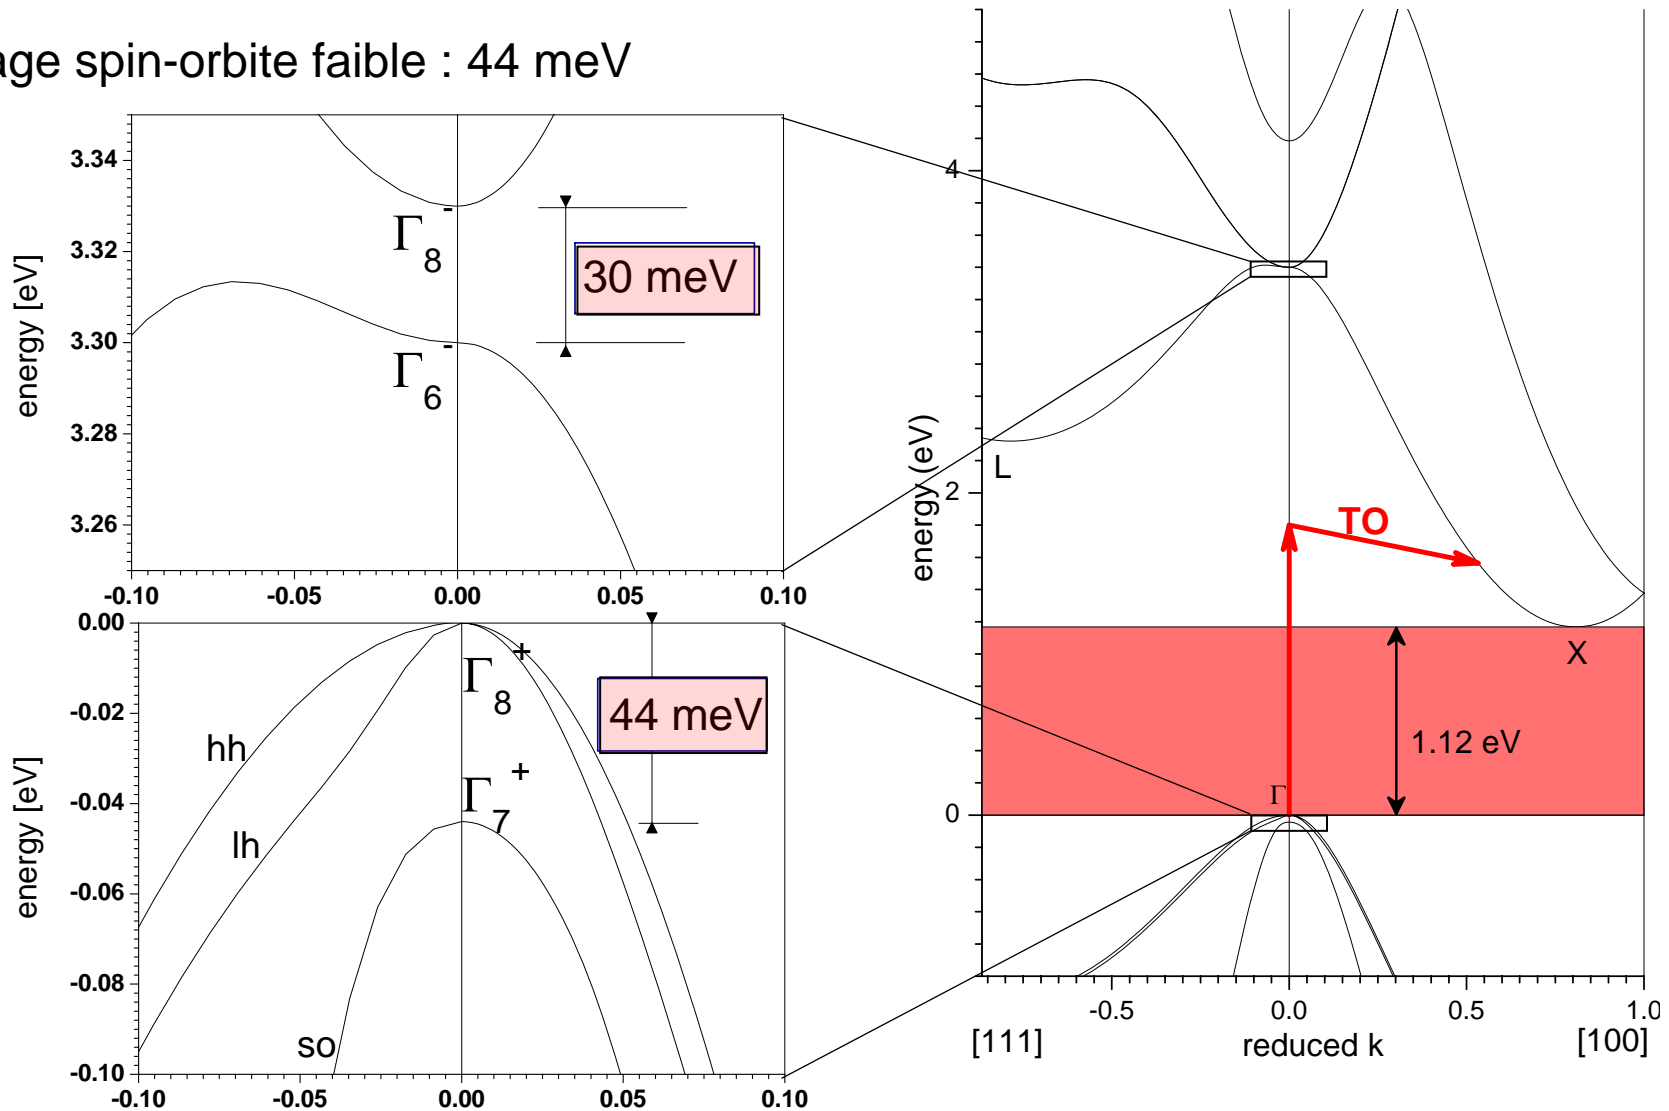 age spin-orbite faible : 44 meV
3.34
3.32
3.30
3.28
3.26
energy [eV]
Γ8-
30 meV
Γ6-
-0.10 -0.05 0.00 0.05 0.10
0.00
-0.02
-0.04
-0.06
-0.08
-0.10
energy [eV]
Γ8+
44 meV
hh
Γ7+
lh
so
-0.10 -0.05 0.00 0.05 0.10
4
2
0
energy (eV)
L
TO
X
1.12 eV
Γ
-0.5 0.0 0.5 1.0
[111] reduced k [100]